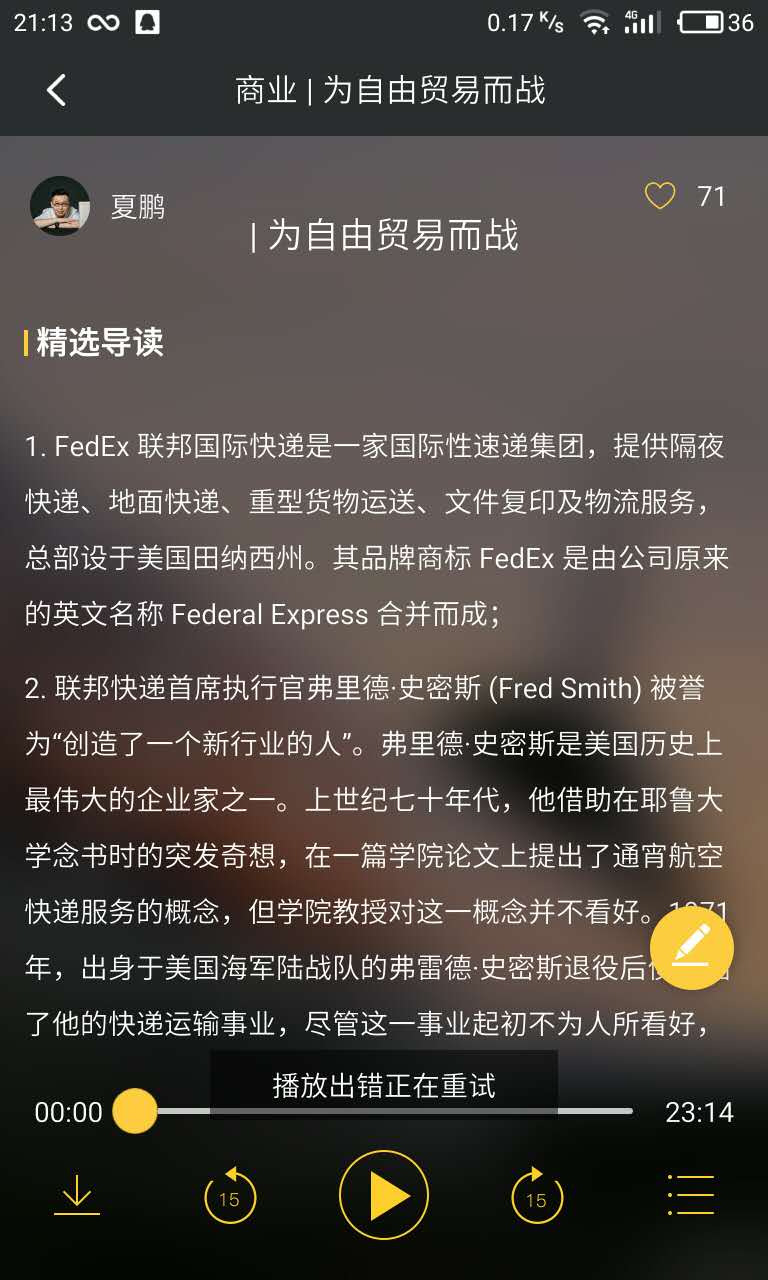 21:13
0.17 K/s
4G
36
商业 | 为自由贸易而战
夏鹏
71
| 为自由贸易而战
精选导读
1. FedEx 联邦国际快递是一家国际性速递集团，提供隔夜
快递、地面快递、重型货物运送、文件复印及物流服务，
总部设于美国田纳西州。其品牌商标 FedEx 是由公司原来
的英文名称 Federal Express 合并而成；
2. 联邦快递首席执行官弗里德·史密斯 (Fred Smith) 被誉
为“创造了一个新行业的人”。弗里德·史密斯是美国历史上
最伟大的企业家之一。上世纪七十年代，他借助在耶鲁大
学念书时的突发奇想，在一篇学院论文上提出了通宵航空
快递服务的概念，但学院教授对这一概念并不看好。1971
年，出身于美国海军陆战队的弗雷德·史密斯退役后
了他的快递运输事业，尽管这一事业起初不为人所看好，
播放出错正在重试
00:00
23:14
15
15